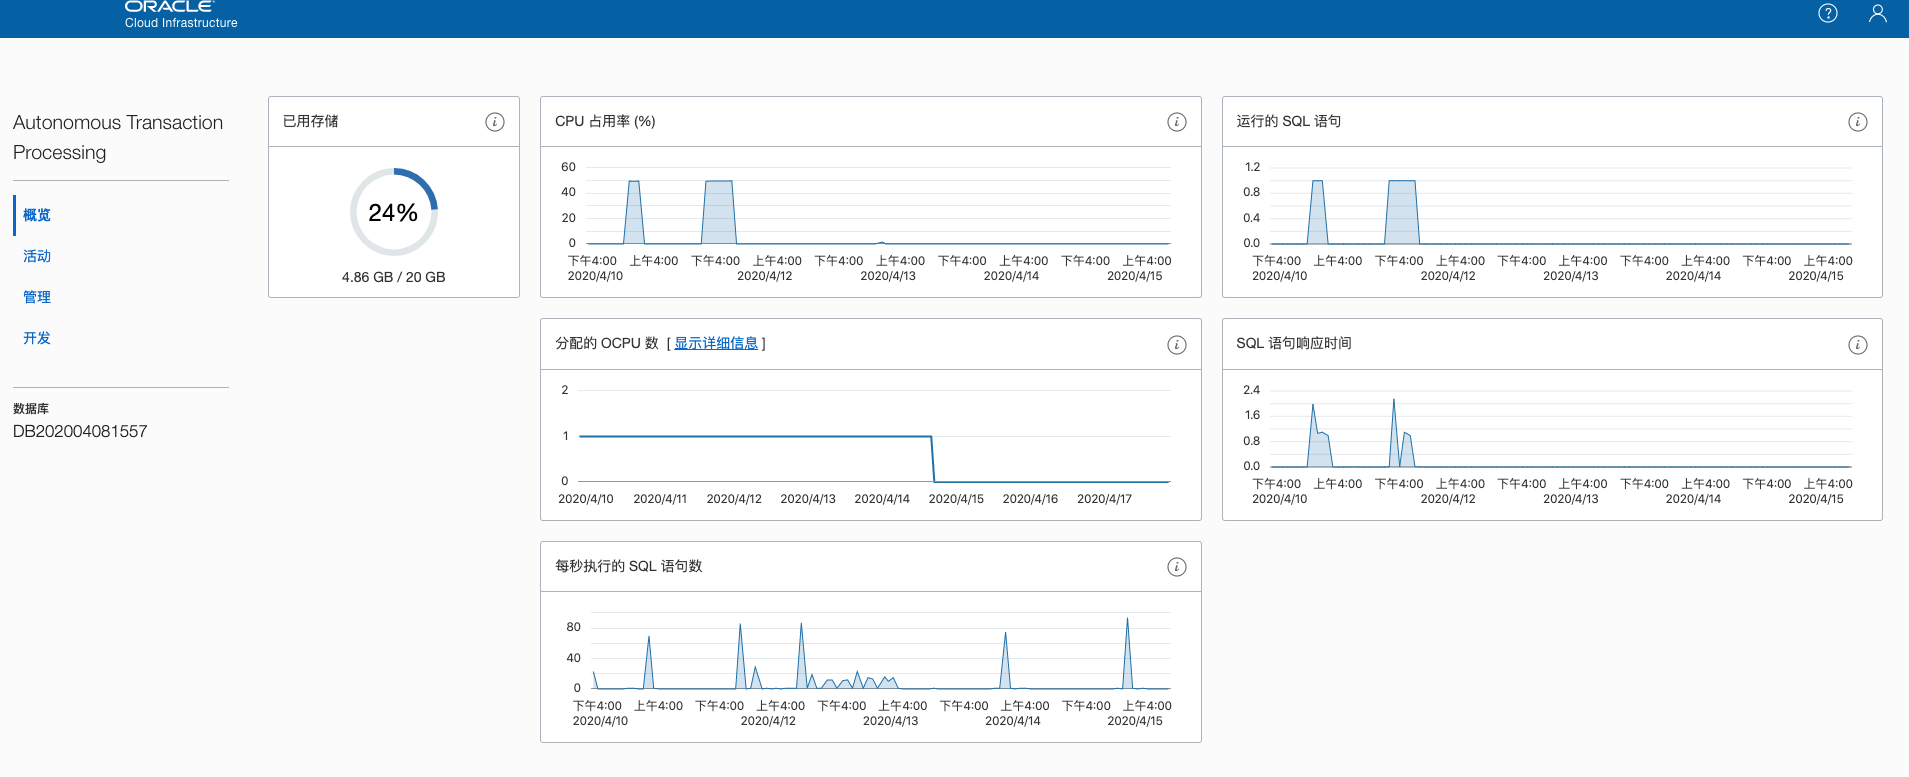 ORACLE
Cloud Infrastructure
Autonomous Transaction
Processing
概览
活动
管理
开发
数据库
DB202004081557
已用存储
24%
4.86 GB / 20 GB
CPU 占用率 (%)
60
40
20
0
下午4:00 上午4:00 下午4:00 上午4:00 下午4:00 上午4:00 下午4:00 上午4:00 下午4:00 上午4:00
2020/4/10 2020/4/12 2020/4/13 2020/4/14 2020/4/15
运行的 SQL 语句
1.2
0.8
0.4
0.0
下午4:00 上午4:00 下午4:00 上午4:00 下午4:00 上午4:00 下午4:00 上午4:00 下午4:00 上午4:00
2020/4/10 2020/4/12 2020/4/13 2020/4/14 2020/4/15
分配的 OCPU 数 [ 显示详细信息 ]
2
1
0
2020/4/10 2020/4/11 2020/4/12 2020/4/13 2020/4/14 2020/4/15 2020/4/16 2020/4/17
SQL 语句响应时间
2.4
1.6
0.8
0.0
下午4:00 上午4:00 下午4:00 上午4:00 下午4:00 上午4:00 下午4:00 上午4:00 下午4:00 上午4:00
2020/4/10 2020/4/12 2020/4/13 2020/4/14 2020/4/15
每秒执行的 SQL 语句数
80
40
0
下午4:00 上午4:00 下午4:00 上午4:00 下午4:00 上午4:00 下午4:00 上午4:00 下午4:00 上午4:00
2020/4/10 2020/4/12 2020/4/13 2020/4/14 2020/4/15